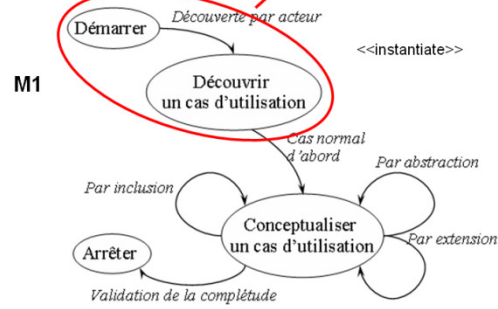 Découverte par acteur
Démarrer
<<instantiate>>
M1
Découvrir
un cas d'utilisation
Cas normal
d'abord
Par abstraction
Par inclusion
Conceptualiser
un cas d'utilisation
Par extension
Arrêter
Validation de la complétude